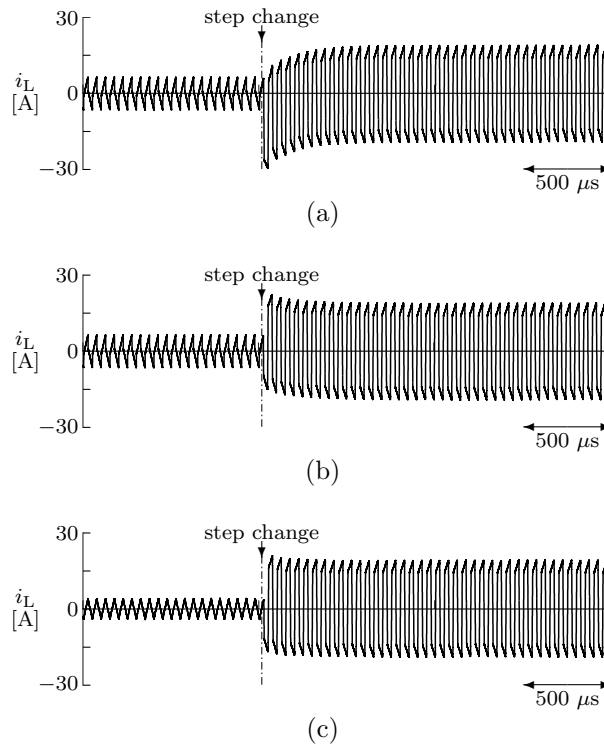 30
step change
i_L
[A]
0
−30
500 μs
(a)
30
step change
i_L
[A]
0
−30
500 μs
(b)
30
step change
i_L
[A]
0
−30
500 μs
(c)